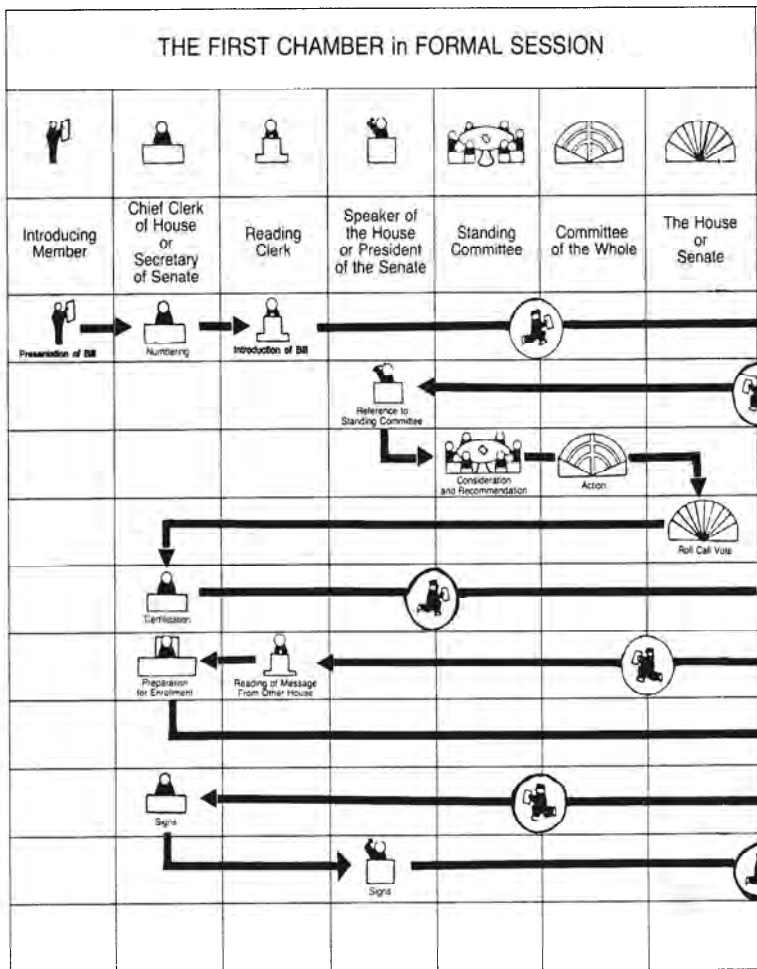 THE FIRST CHAMBER in FORMAL SESSION
Introducing
Member
Chief Clerk
of House
or
Secretary
of Senate
Reading
Clerk
Speaker of
the House
or President
of the Senate
Standing
Committee
Committee
of the Whole
The House
or
Senate
Presentation of Bill
Numbering
Introduction of Bill
Reference to
Standing Committee
Consideration
and Recommendation
Action
Roll Call Vote
Certification
Preparation
for Enrollment
Reading of Message
From Other House
Signs
Signs